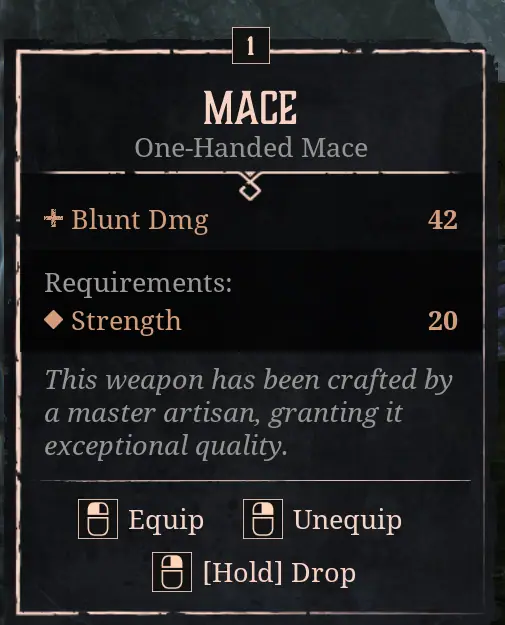 1
MACE
One-Handed Mace
Blunt Dmg 42
Requirements:
Strength 20
This weapon has been crafted by
a master artisan, granting it
exceptional quality.
Equip Unequip
[Hold] Drop